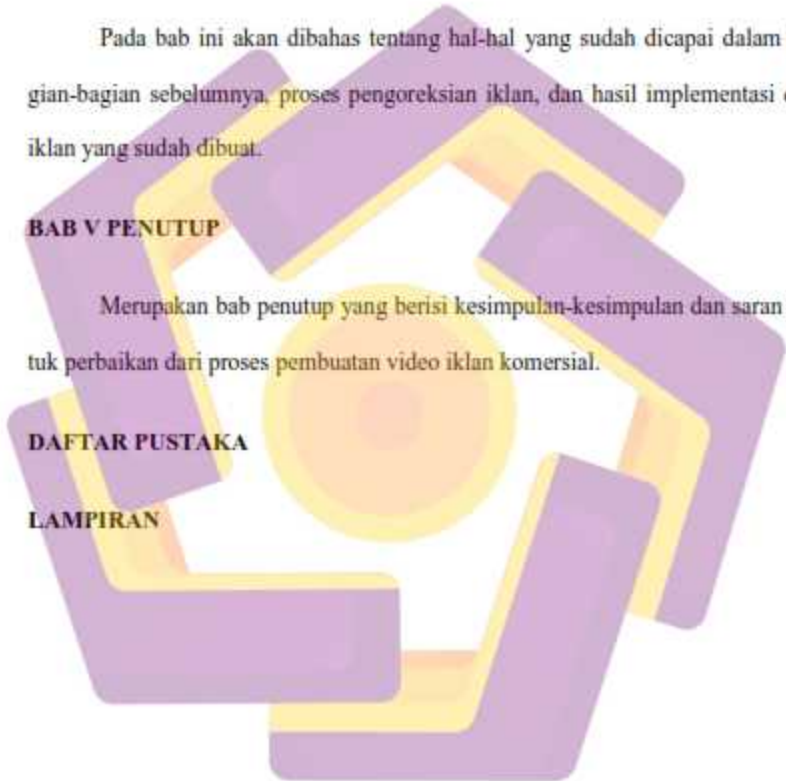 Pada bab ini akan dibahas tentang hal-hal yang sudah dicapai dalam
gian-bagian sebelumnya, proses pengoreksian iklan, dan hasil implementasi
iklan yang sudah dibuat.
BAB V PENUTUP
Merupakan bab penutup yang berisi kesimpulan-kesimpulan dan saran
tuk perbaikan dari proses pembuatan video iklan komersial.
DAFTAR PUSTAKA
LAMPIRAN